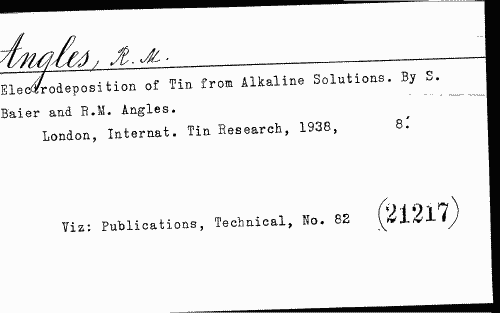 Angles, R. M.
Electrodeposition of Tin from Alkaline Solutions. By S.
Baier and R.M. Angles.
London, Internat. Tin Research, 1938, 8:
Viz: Publications, Technical, No. 82 (21217)